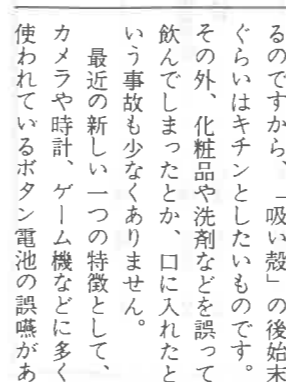 るのですから、「吸い殻」の後始末
ぐらいはキチンとしたいものです。
その外、化粧品や洗剤などを誤って
飲んでしまったとか、口に入れたと
いう事故も少なくありません。
最近の新しい一つの特徴として、
カメラや時計、ゲーム機などに多く
使われているボタン電池の誤嚥があ